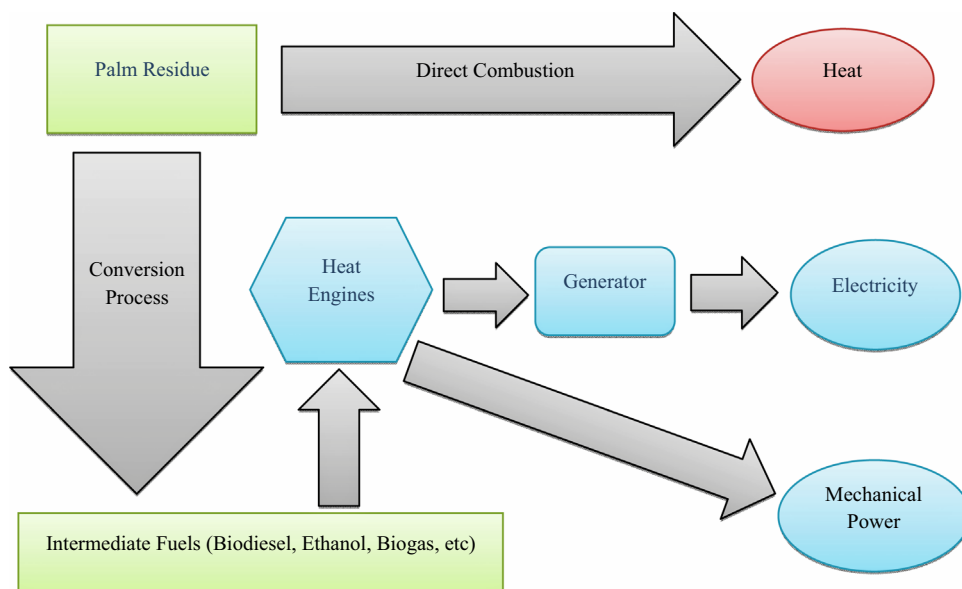 Palm Residue
Direct Combustion
Heat
Conversion
Process
Heat
Engines
Generator
Electricity
Mechanical
Power
Intermediate Fuels (Biodiesel, Ethanol, Biogas, etc)